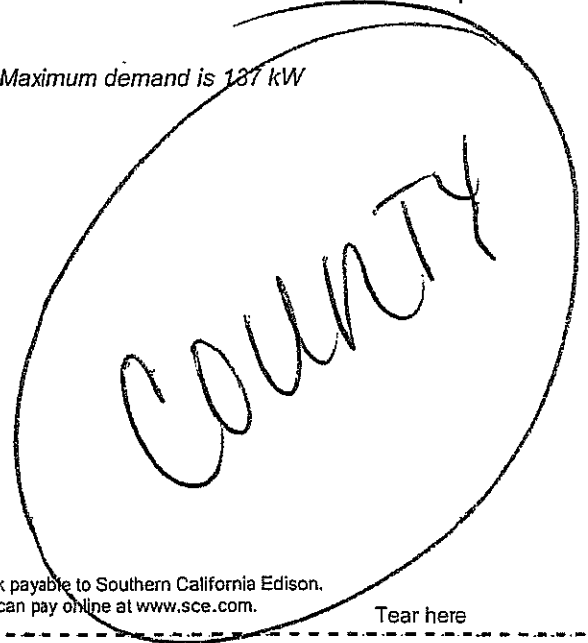 Maximum demand is 137 kW
COUNTY
payable to Southern California Edison.
can pay online at www.sce.com.
Tear here